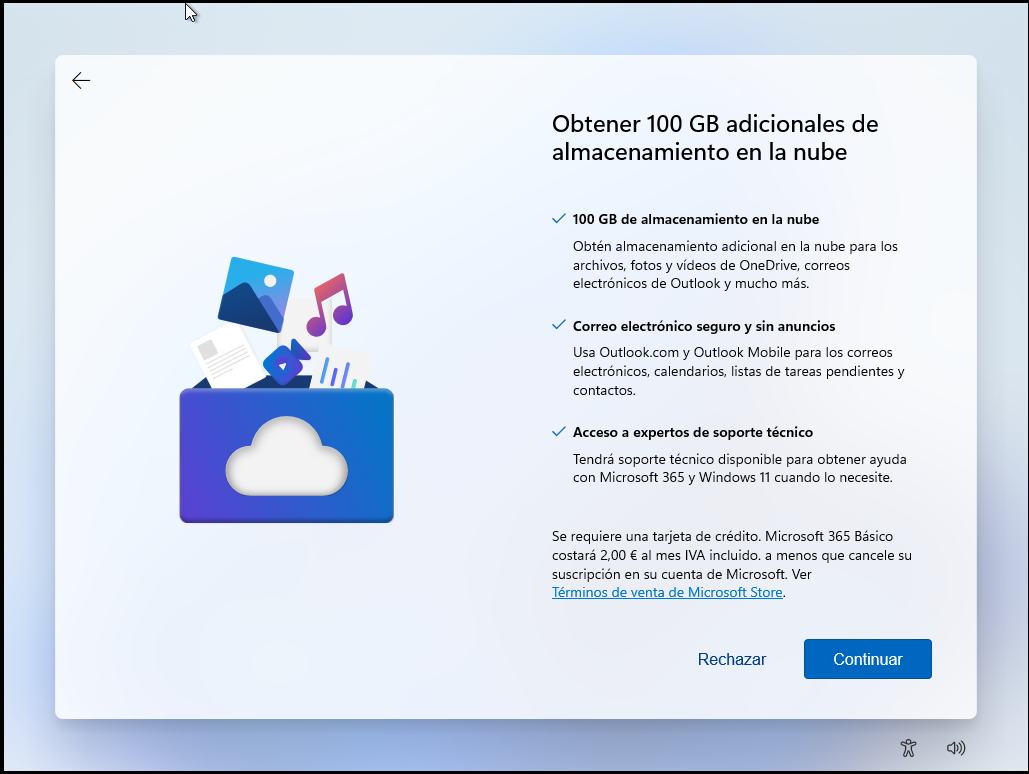 Obtener 100 GB adicionales de
almacenamiento en la nube
100 GB de almacenamiento en la nube
Obtén almacenamiento adicional en la nube para los
archivos, fotos y vídeos de OneDrive, correos
electrónicos de Outlook y mucho más.
Correo electrónico seguro y sin anuncios
Usa Outlook.com y Outlook Mobile para los correos
electrónicos, calendarios, listas de tareas pendientes y
contactos.
Acceso a expertos de soporte técnico
Tendrá soporte técnico disponible para obtener ayuda
con Microsoft 365 y Windows 11 cuando lo necesite.
Se requiere una tarjeta de crédito. Microsoft 365 Básico
costará 2,00 € al mes IVA incluido. a menos que cancele su
suscripción en su cuenta de Microsoft. Ver
Términos de venta de Microsoft Store.
Rechazar
Continuar